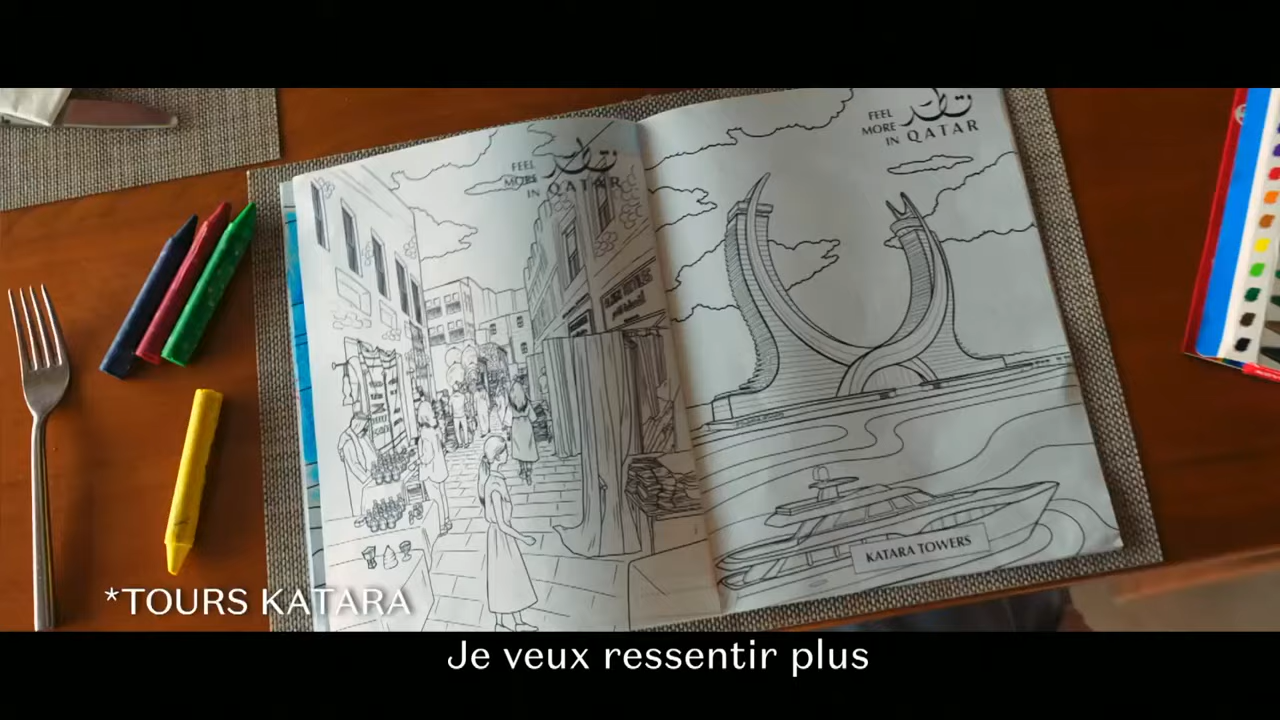 FEEL
MORE
IN QATAR
قطر
FEEL
MORE
IN QATAR
قطر
KATARA TOWERS
*TOURS KATARA
Je veux ressentir plus